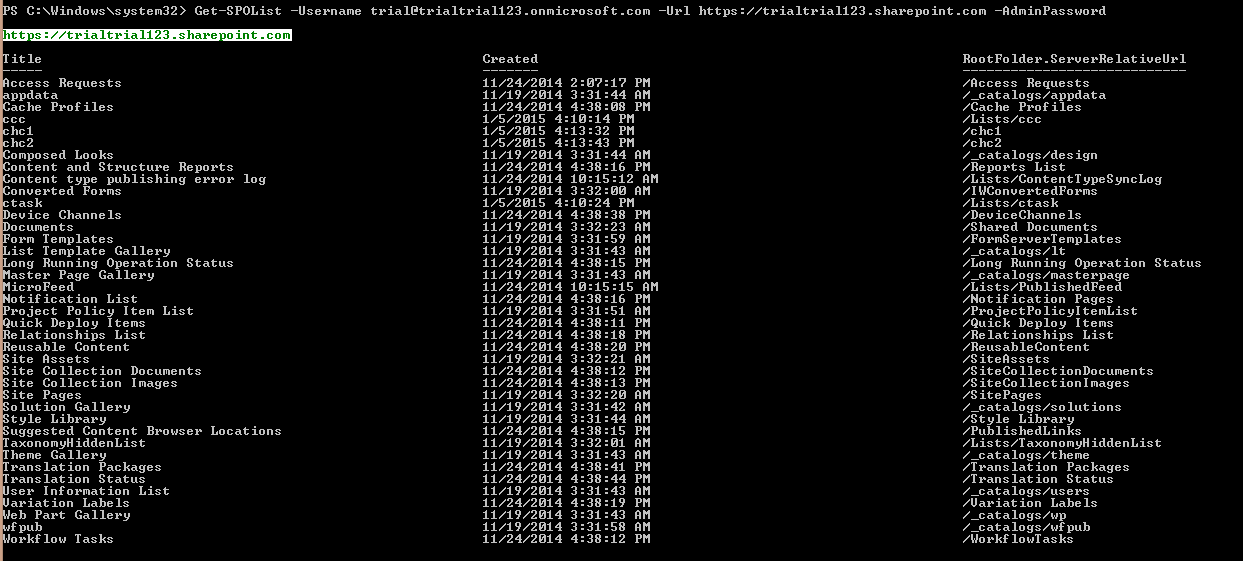 PS C:\Windows\system32> Get-SPOList -Username trial@trialtrial123.onmicrosoft.com -Url https://trialtrial123.sharepoint.com -AdminPassword
https://trialtrial123.sharepoint.com
Title Created RootFolder.ServerRelativeUrl
----- ------- ----------------------------
Access Requests 11/24/2014 2:07:17 PM /Access Requests
appdata 11/19/2014 3:31:44 AM /_catalogs/appdata
Cache Profiles 11/24/2014 4:38:08 PM /Cache Profiles
ccc 1/5/2015 4:10:14 PM /Lists/ccc
chc1 1/5/2015 4:13:32 PM /chc1
chc2 1/5/2015 4:13:43 PM /chc2
Composed Looks 11/19/2014 3:31:44 AM /_catalogs/design
Content and Structure Reports 11/24/2014 4:38:16 PM /Reports List
Content type publishing error log 11/24/2014 10:15:12 AM /Lists/ContentTypeSyncLog
Converted Forms 11/19/2014 3:32:00 AM /IWConvertedForms
ctask 1/5/2015 4:10:24 PM /Lists/ctask
Device Channels 11/24/2014 4:38:38 PM /DeviceChannels
Documents 11/19/2014 3:32:23 AM /Shared Documents
Form Templates 11/19/2014 3:31:59 AM /FormServerTemplates
List Template Gallery 11/19/2014 3:31:43 AM /_catalogs/lt
Long Running Operation Status 11/24/2014 4:38:15 PM /Long Running Operation Status
Master Page Gallery 11/19/2014 3:31:43 AM /_catalogs/masterpage
MicroFeed 11/24/2014 10:15:15 AM /Lists/PublishedFeed
Notification List 11/24/2014 4:38:16 PM /Notification Pages
Project Policy Item List 11/19/2014 3:31:51 AM /ProjectPolicyItemList
Quick Deploy Items 11/24/2014 4:38:11 PM /Quick Deploy Items
Relationships List 11/24/2014 4:38:18 PM /Relationships List
Reusable Content 11/24/2014 4:38:20 PM /ReusableContent
Site Assets 11/19/2014 3:32:21 AM /SiteAssets
Site Collection Documents 11/24/2014 4:38:12 PM /SiteCollectionDocuments
Site Collection Images 11/24/2014 4:38:13 PM /SiteCollectionImages
Site Pages 11/19/2014 3:32:20 AM /SitePages
Solution Gallery 11/19/2014 3:31:42 AM /_catalogs/solutions
Style Library 11/19/2014 3:31:44 AM /Style Library
Suggested Content Browser Locations 11/24/2014 4:38:15 PM /PublishedLinks
TaxonomyHiddenList 11/19/2014 3:32:01 AM /Lists/TaxonomyHiddenList
Theme Gallery 11/19/2014 3:31:43 AM /_catalogs/theme
Translation Packages 11/24/2014 4:38:41 PM /Translation Packages
Translation Status 11/24/2014 4:38:44 PM /Translation Status
User Information List 11/19/2014 3:31:43 AM /_catalogs/users
Variation Labels 11/24/2014 4:38:19 PM /Variation Labels
Web Part Gallery 11/19/2014 3:31:43 AM /_catalogs/wp
wfpub 11/19/2014 3:31:58 AM /_catalogs/wfpub
Workflow Tasks 11/24/2014 4:38:12 PM /WorkflowTasks